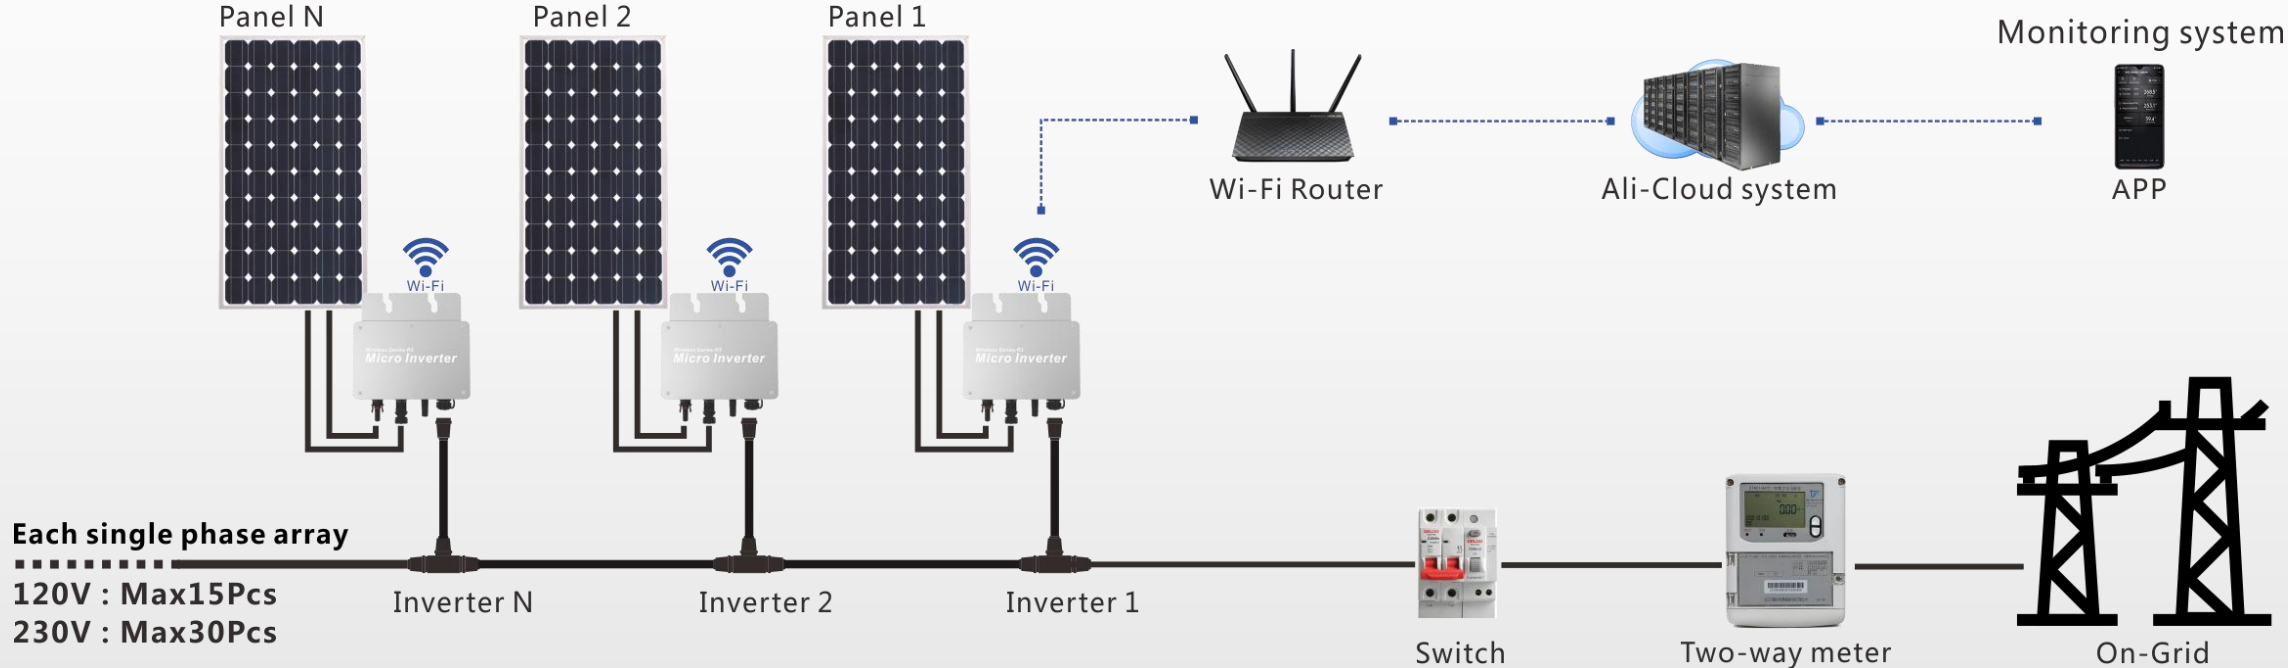 Panel N
Panel 2
Panel 1
Monitoring system
Wi-Fi Router
Ali-Cloud system
APP
Wi-Fi
Wi-Fi
Wi-Fi
Micro Inverter
Micro Inverter
Micro Inverter
Each single phase array
120V : Max15Pcs
230V : Max30Pcs
Inverter N
Inverter 2
Inverter 1
Switch
Two-way meter
On-Grid